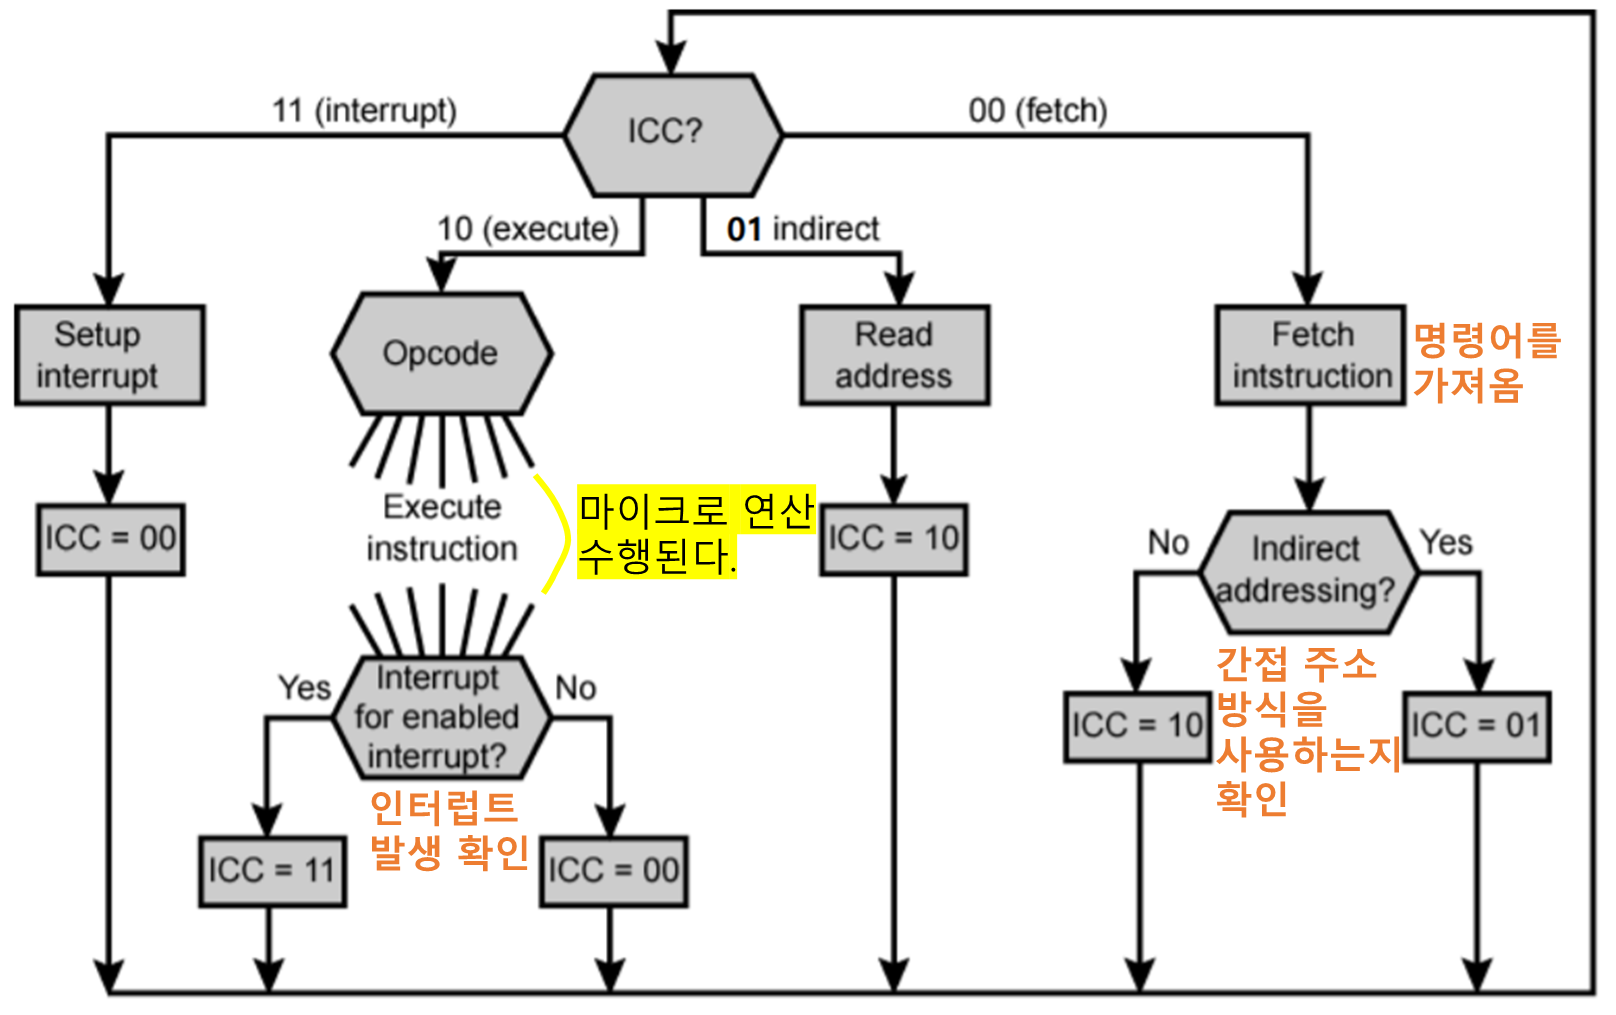 ICC?
11 (interrupt)
00 (fetch)
10 (execute)
01 indirect
Setup
interrupt
ICC = 00
Opcode
Execute
instruction
마이크로 연산
수행된다.
Interrupt
for enabled
interrupt?
Yes
No
인터럽트
발생 확인
ICC = 11
ICC = 00
Read
address
ICC = 10
Fetch
intstruction
명령어를
가져옴
Indirect
addressing?
No
Yes
간접 주소
방식을
사용하는지
확인
ICC = 10
ICC = 01